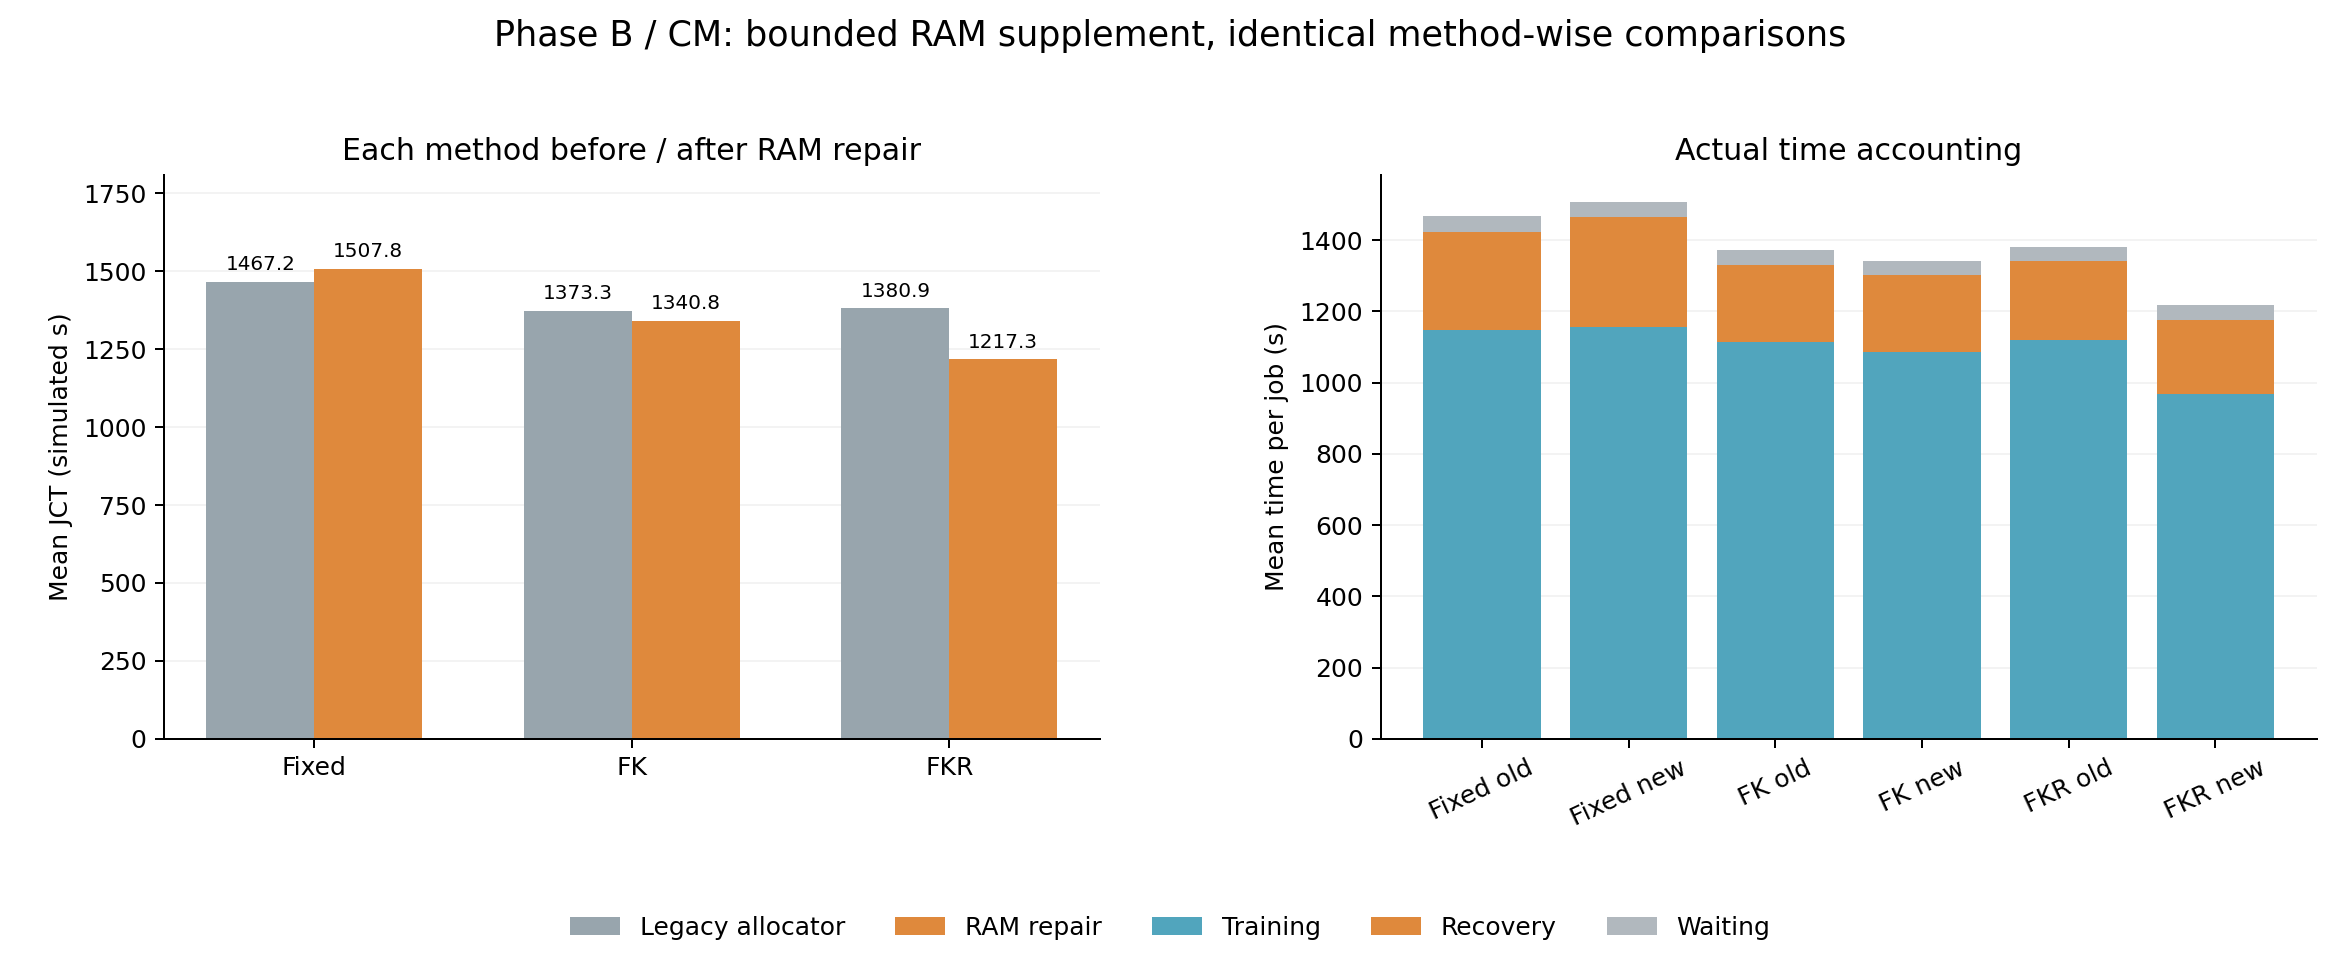 Phase B / CM: bounded RAM supplement, identical method-wise comparisons
Each method before / after RAM repair
Mean JCT (simulated s)
1750
1500
1250
1000
750
500
250
0
1467.2
1507.8
1373.3
1340.8
1380.9
1217.3
Fixed
FK
FKR
Actual time accounting
Mean time per job (s)
1400
1200
1000
800
600
400
200
0
Fixed old
Fixed new
FK old
FK new
FKR old
FKR new
Legacy allocator
RAM repair
Training
Recovery
Waiting